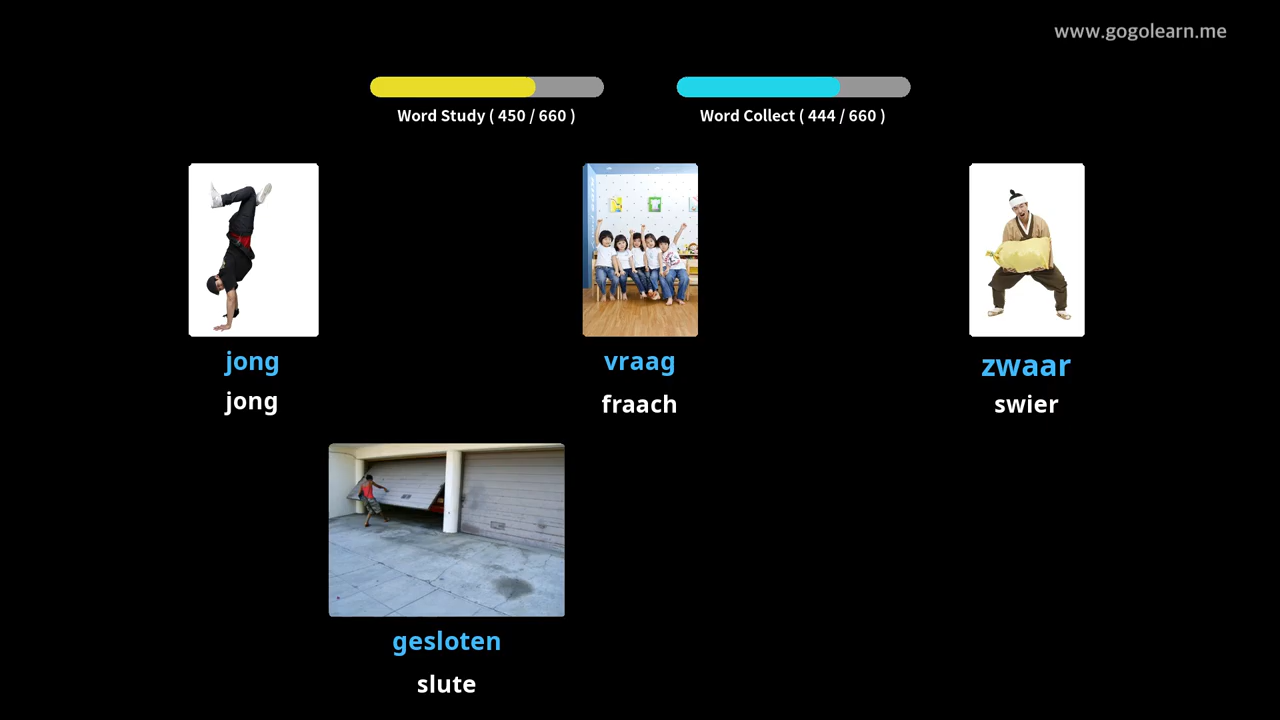 www.gogolearn.me
Word Study ( 450 / 660 )
Word Collect ( 444 / 660 )
jong
jong
vraag
fraach
zwaar
swier
gesloten
slute